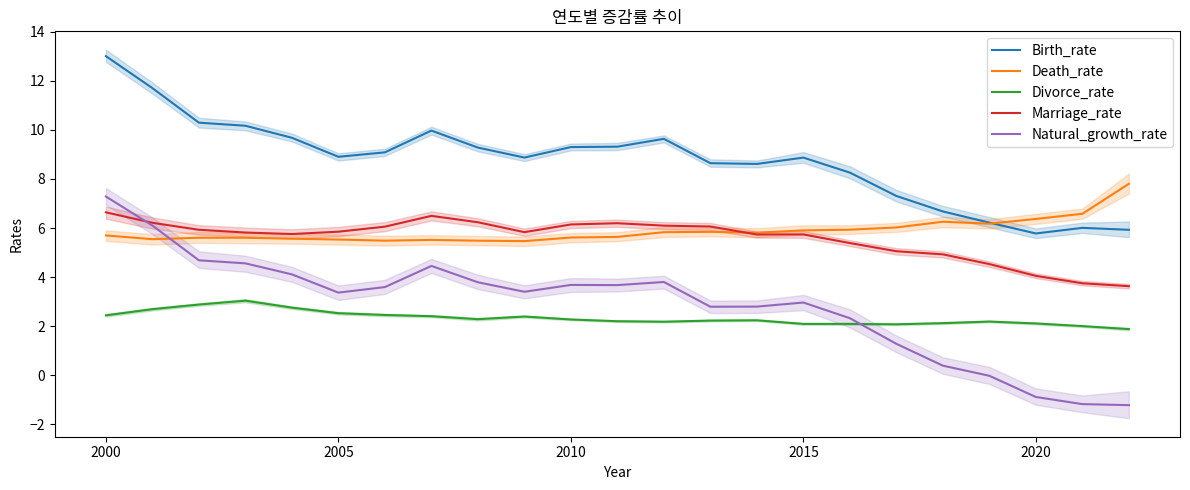 연도별 증감률 추이
Rates
14
12
10
8
6
4
2
0
−2
2000
2005
2010
2015
2020
Year
Birth_rate
Death_rate
Divorce_rate
Marriage_rate
Natural_growth_rate